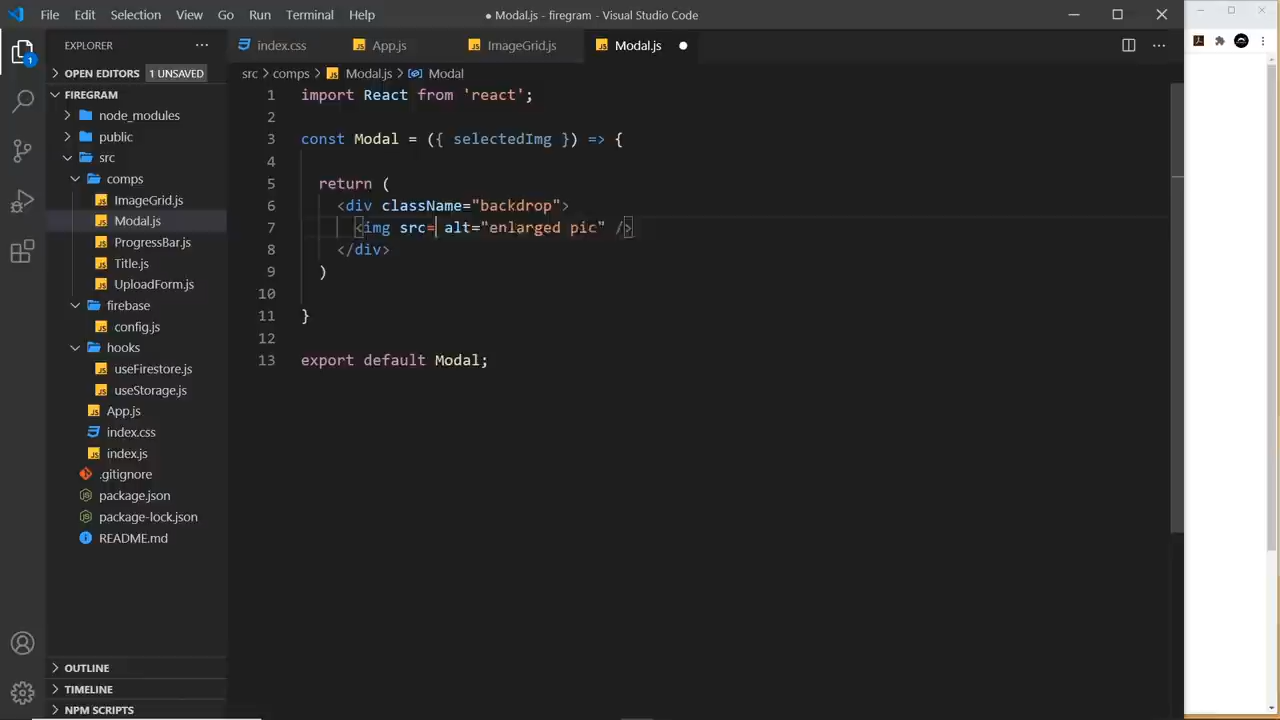 File Edit Selection View Go Run Terminal Help ● Modal.js - firegram - Visual Studio Code
EXPLORER
index.css App.js ImageGrid.js Modal.js
OPEN EDITORS 1 UNSAVED
FIREGRAM
node_modules
public
src
comps
ImageGrid.js
Modal.js
ProgressBar.js
Title.js
UploadForm.js
firebase
config.js
hooks
useFirestore.js
useStorage.js
App.js
index.css
index.js
.gitignore
package.json
package-lock.json
README.md
OUTLINE
TIMELINE
NPM SCRIPTS
src > comps > Modal.js > Modal
1 import React from 'react';
2
3 const Modal = ({ selectedImg }) => {
4
5 return (
6 <div className="backdrop">
7 <img src= alt="enlarged pic" />
8 </div>
9 )
10
11 }
12
13 export default Modal;